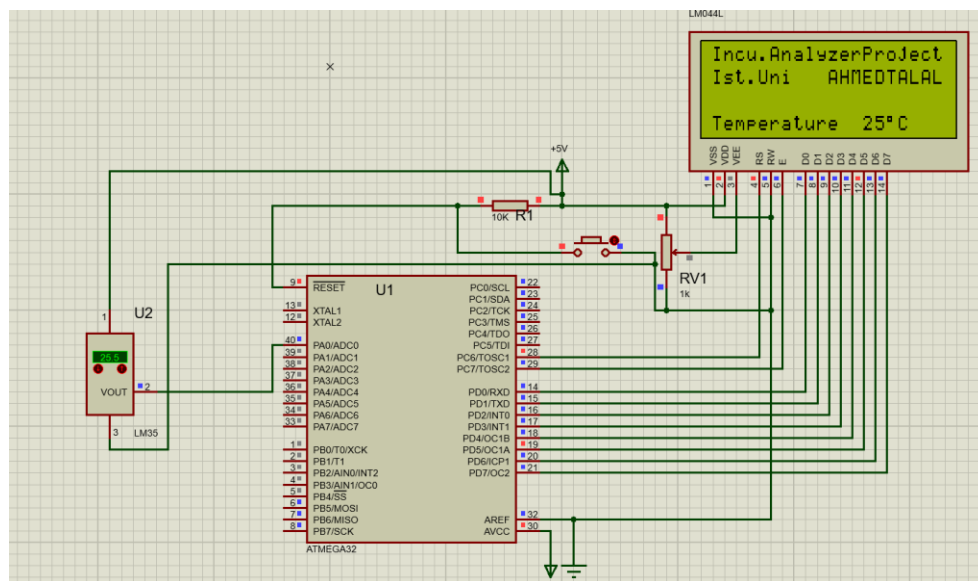 LM044L
Incu.AnalyzerProJect
Ist.Uni AHMEDTALAL
Temperature 25°C
VSS VDD VEE RS RW E D0 D1 D2 D3 D4 D5 D6 D7
1 2 3 4 5 6 7 8 9 10 11 12 13 14
+5V
10K R1
RV1
1k
U1
9 RESET PC0/SCL 22
PC1/SDA 23
13 XTAL1 PC2/TCK 24
12 XTAL2 PC3/TMS 25
PC4/TDO 26
40 PA0/ADC0 PC5/TDI 27
39 PA1/ADC1 PC6/TOSC1 28
38 PA2/ADC2 PC7/TOSC2 29
37 PA3/ADC3
36 PA4/ADC4 PD0/RXD 14
35 PA5/ADC5 PD1/TXD 15
34 PA6/ADC6 PD2/INT0 16
33 PA7/ADC7 PD3/INT1 17
PD4/OC1B 18
1 PB0/T0/XCK PD5/OC1A 19
2 PB1/T1 PD6/ICP1 20
3 PB2/AIN0/INT2 PD7/OC2 21
4 PB3/AIN1/OC0
5 PB4/SS
6 PB5/MOSI
7 PB6/MISO AREF 32
8 PB7/SCK AVCC 30
ATMEGA32
1
U2
25.5
VOUT 2
3 LM35